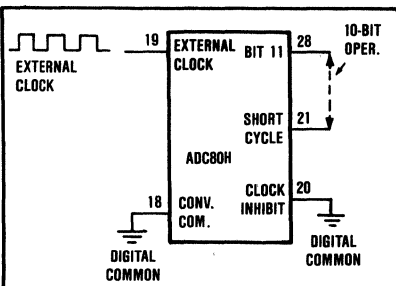 19
EXTERNAL
CLOCK
BIT 11
28
10-BIT
OPER.
EXTERNAL
CLOCK
SHORT
CYCLE
21
ADC80H
18
CONV.
COM.
CLOCK
INHIBIT
20
DIGITAL
COMMON
DIGITAL
COMMON